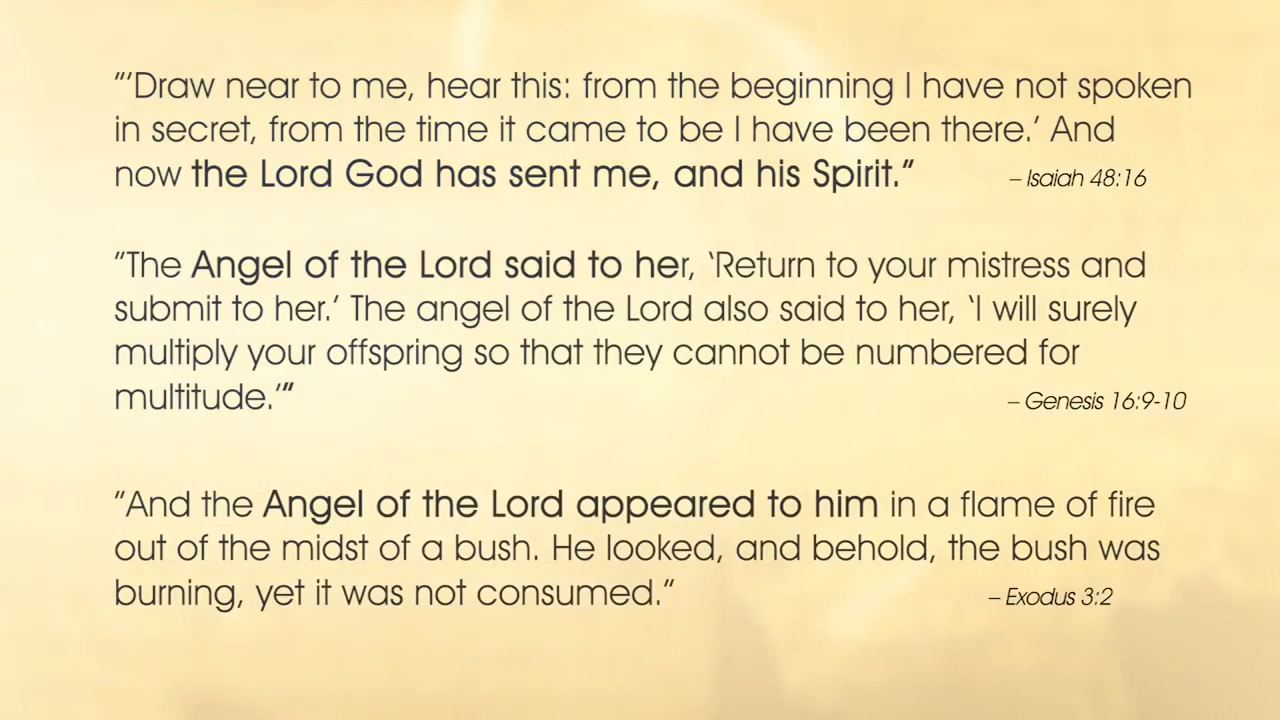 "'Draw near to me, hear this: from the beginning I have not spoken
in secret, from the time it came to be I have been there.' And
now the Lord God has sent me, and his Spirit." – Isaiah 48:16
"The Angel of the Lord said to her, 'Return to your mistress and
submit to her.' The angel of the Lord also said to her, 'I will surely
multiply your offspring so that they cannot be numbered for
multitude.'" – Genesis 16:9-10
"And the Angel of the Lord appeared to him in a flame of fire
out of the midst of a bush. He looked, and behold, the bush was
burning, yet it was not consumed." – Exodus 3:2